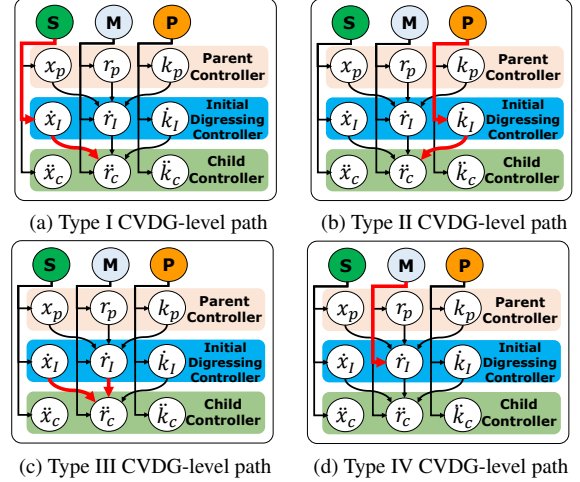 S M P
x_p r_p k_p Parent Controller
ẋ_I ṙ_I k̇_I Initial Digressing Controller
ẍ_c r̈_c k̈_c Child Controller
(a) Type I CVDG-level path
S M P
x_p r_p k_p Parent Controller
ẋ_I ṙ_I k̇_I Initial Digressing Controller
ẍ_c r̈_c k̈_c Child Controller
(b) Type II CVDG-level path
S M P
x_p r_p k_p Parent Controller
ẋ_I ṙ_I k̇_I Initial Digressing Controller
ẍ_c r̈_c k̈_c Child Controller
(c) Type III CVDG-level path
S M P
x_p r_p k_p Parent Controller
ẋ_I ṙ_I k̇_I Initial Digressing Controller
ẍ_c r̈_c k̈_c Child Controller
(d) Type IV CVDG-level path